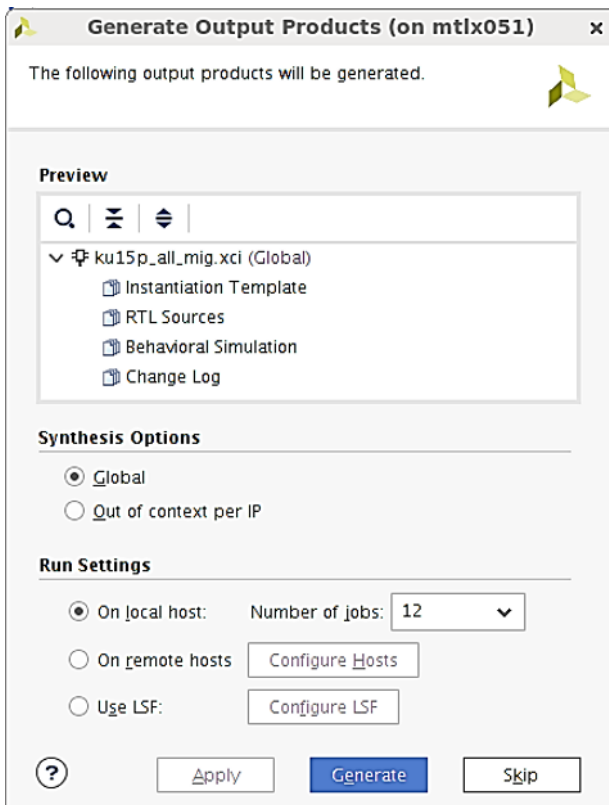 Generate Output Products (on mtlx051)
The following output products will be generated.
Preview
ku15p_all_mig.xci (Global)
Instantiation Template
RTL Sources
Behavioral Simulation
Change Log
Synthesis Options
Global
Out of context per IP
Run Settings
On local host: Number of jobs: 12
On remote hosts Configure Hosts
Use LSF: Configure LSF
? Apply Generate Skip